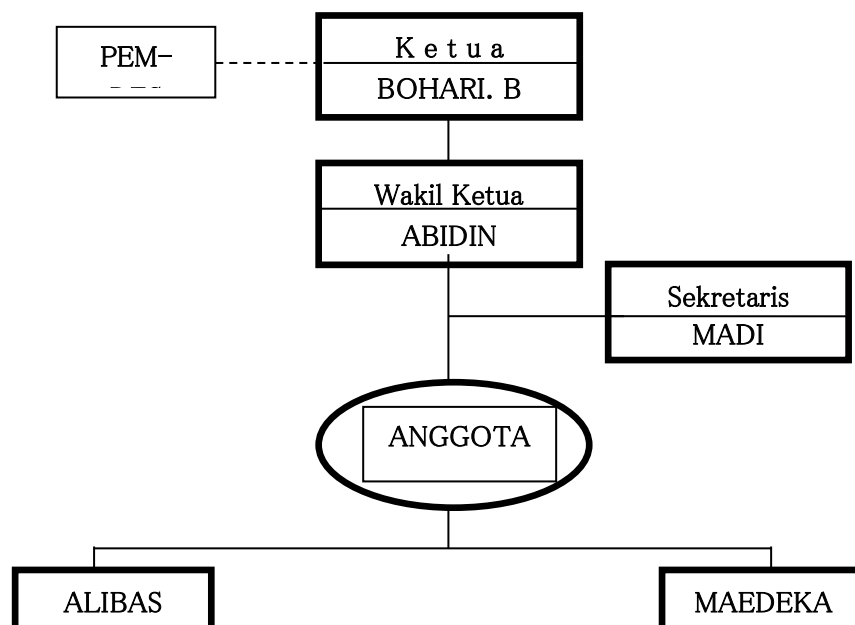 PEM-
K e t u a
BOHARI. B
Wakil Ketua
ABIDIN
Sekretaris
MADI
ANGGOTA
ALIBAS
MAEDEKA